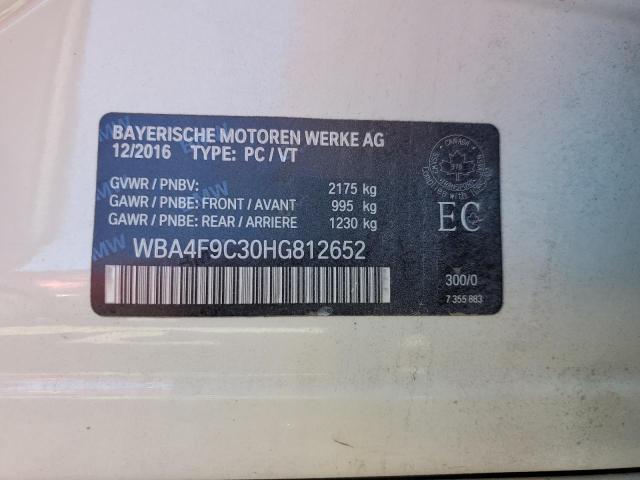 BAYERISCHE MOTOREN WERKE AG
12/2016 TYPE: PC / VT
GVWR / PNBV: 2175 kg
GAWR / PNBE: FRONT / AVANT 995 kg
GAWR / PNBE: REAR / ARRIERE 1230 kg
WBA4F9C30HG812652
CANADA
EC
300/0
7 355 883